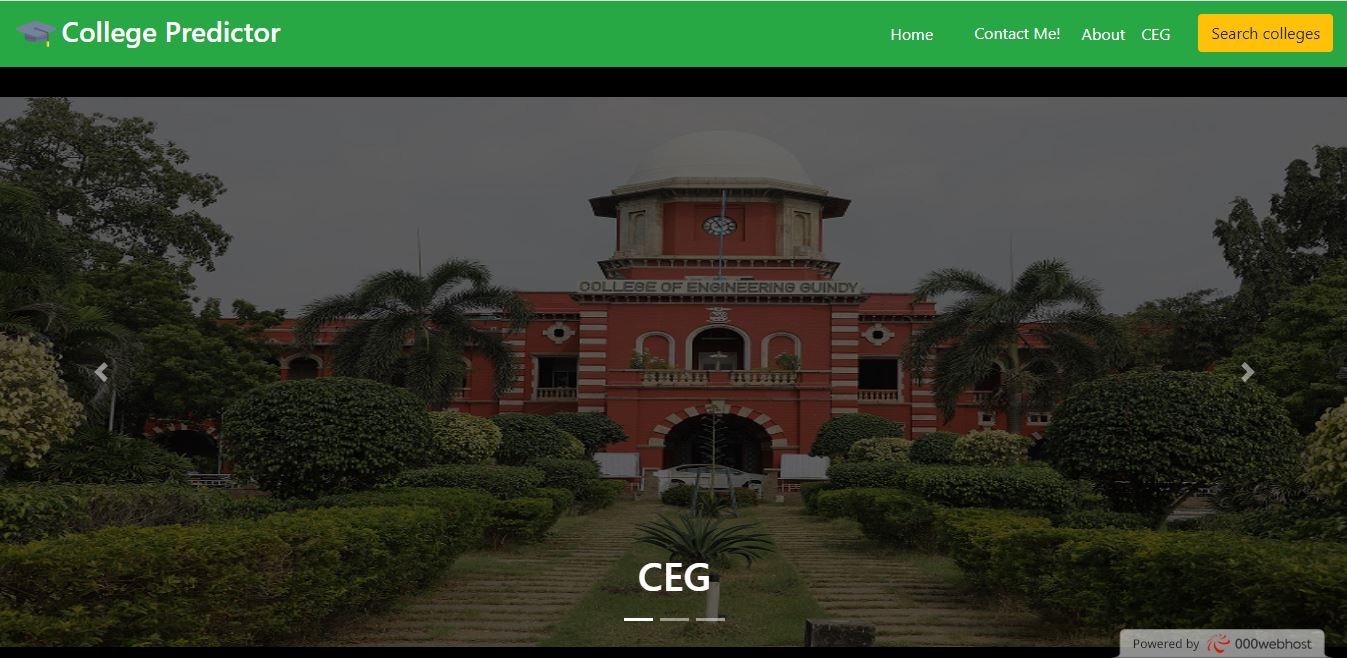 College Predictor
Home Contact Me! About CEG Search colleges
COLLEGE OF ENGINEERING GUINDY
CEG
Powered by 000webhost